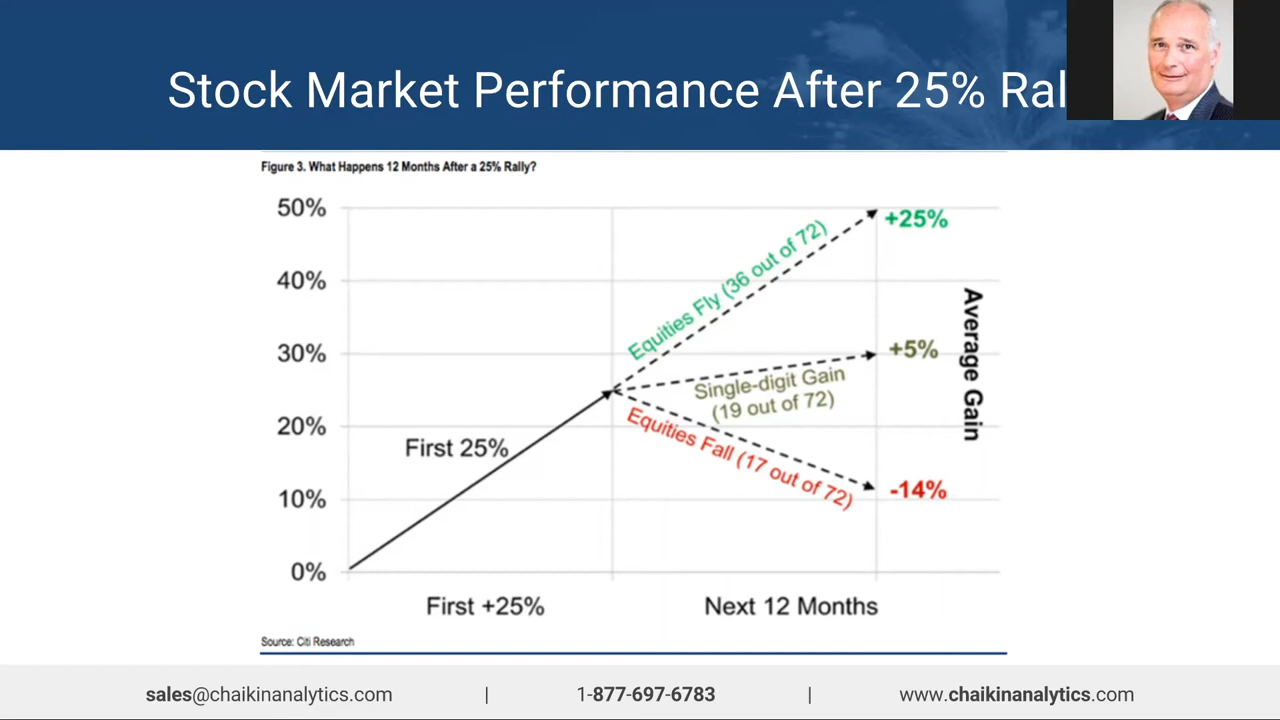 Stock Market Performance After 25% Ral
Figure 3. What Happens 12 Months After a 25% Rally?
50%
40%
30%
20%
10%
0%
First 25%
Equities Fly (36 out of 72)
Single-digit Gain
(19 out of 72)
Equities Fall (17 out of 72)
+25%
+5%
-14%
Average Gain
First +25%
Next 12 Months
Source: Citi Research
sales@chaikinanalytics.com | 1-877-697-6783 | www.chaikinanalytics.com